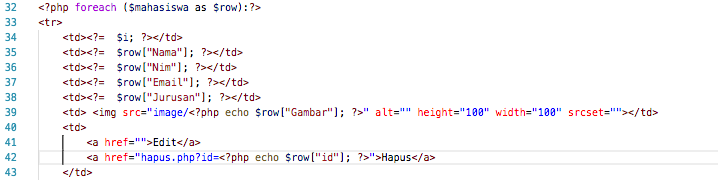 32 <?php foreach ($mahasiswa as $row):?>
33 <tr>
34 <td><?= $i; ?></td>
35 <td><?= $row["Nama"]; ?></td>
36 <td><?= $row["Nim"]; ?></td>
37 <td><?= $row["Email"]; ?></td>
38 <td><?= $row["Jurusan"]; ?></td>
39 <td> <img src="image/<?php echo $row["Gambar"]; ?>" alt="" height="100" width="100" srcset=""></td>
40 <td>
41 <a href="">Edit</a>
42 <a href="hapus.php?id=<?php echo $row["id"]; ?>">Hapus</a>
43 </td>